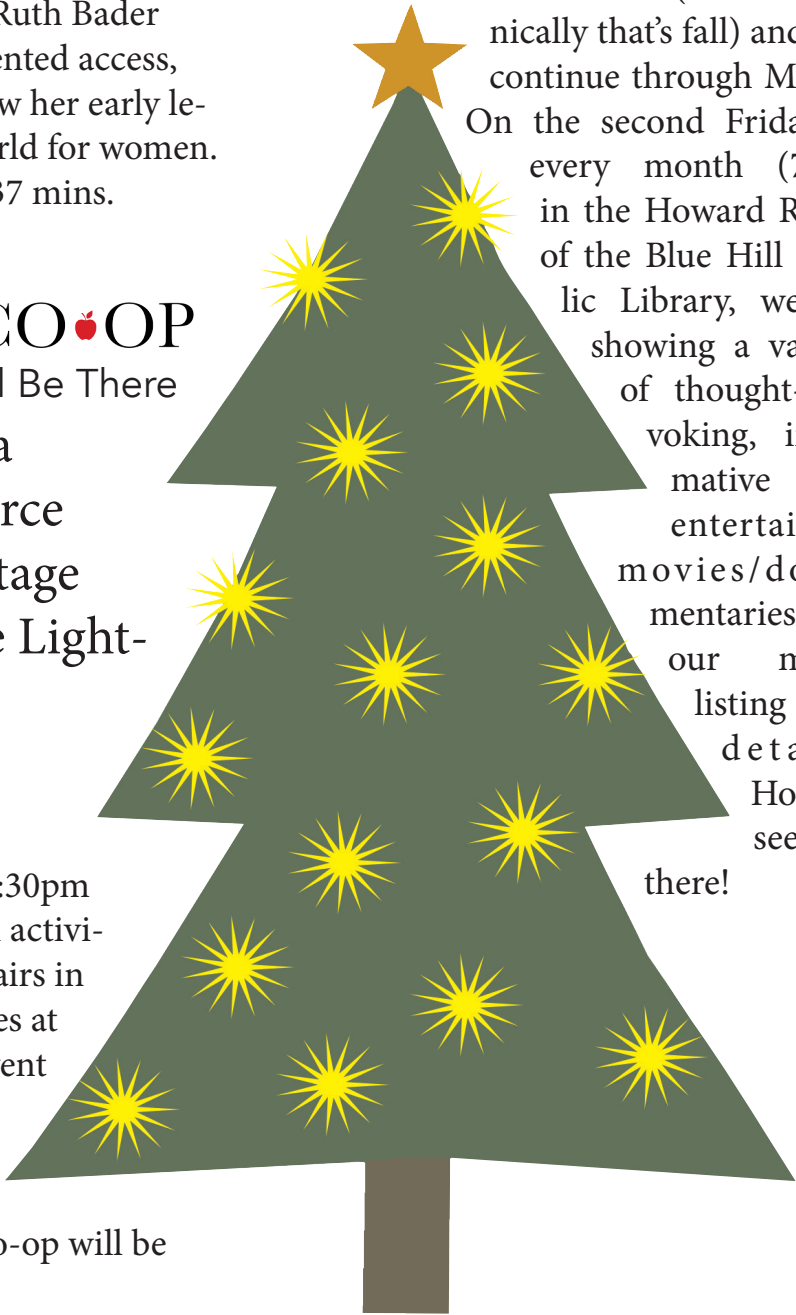 Ruth Bader
ented access,
w her early le-
rld for women.
37 mins.
CO OP
l Be There
a
rce
tage
e Light-
:30pm
activi-
airs in
es at
ent
o-op will be
nically that's fall) and
continue through M
On the second Frida
every month (7
in the Howard R
of the Blue Hill
lic Library, we
showing a va
of thought-
voking, i
mative
entertai
movies/do
mentaries
our m
listing
deta
Ho
see
there!